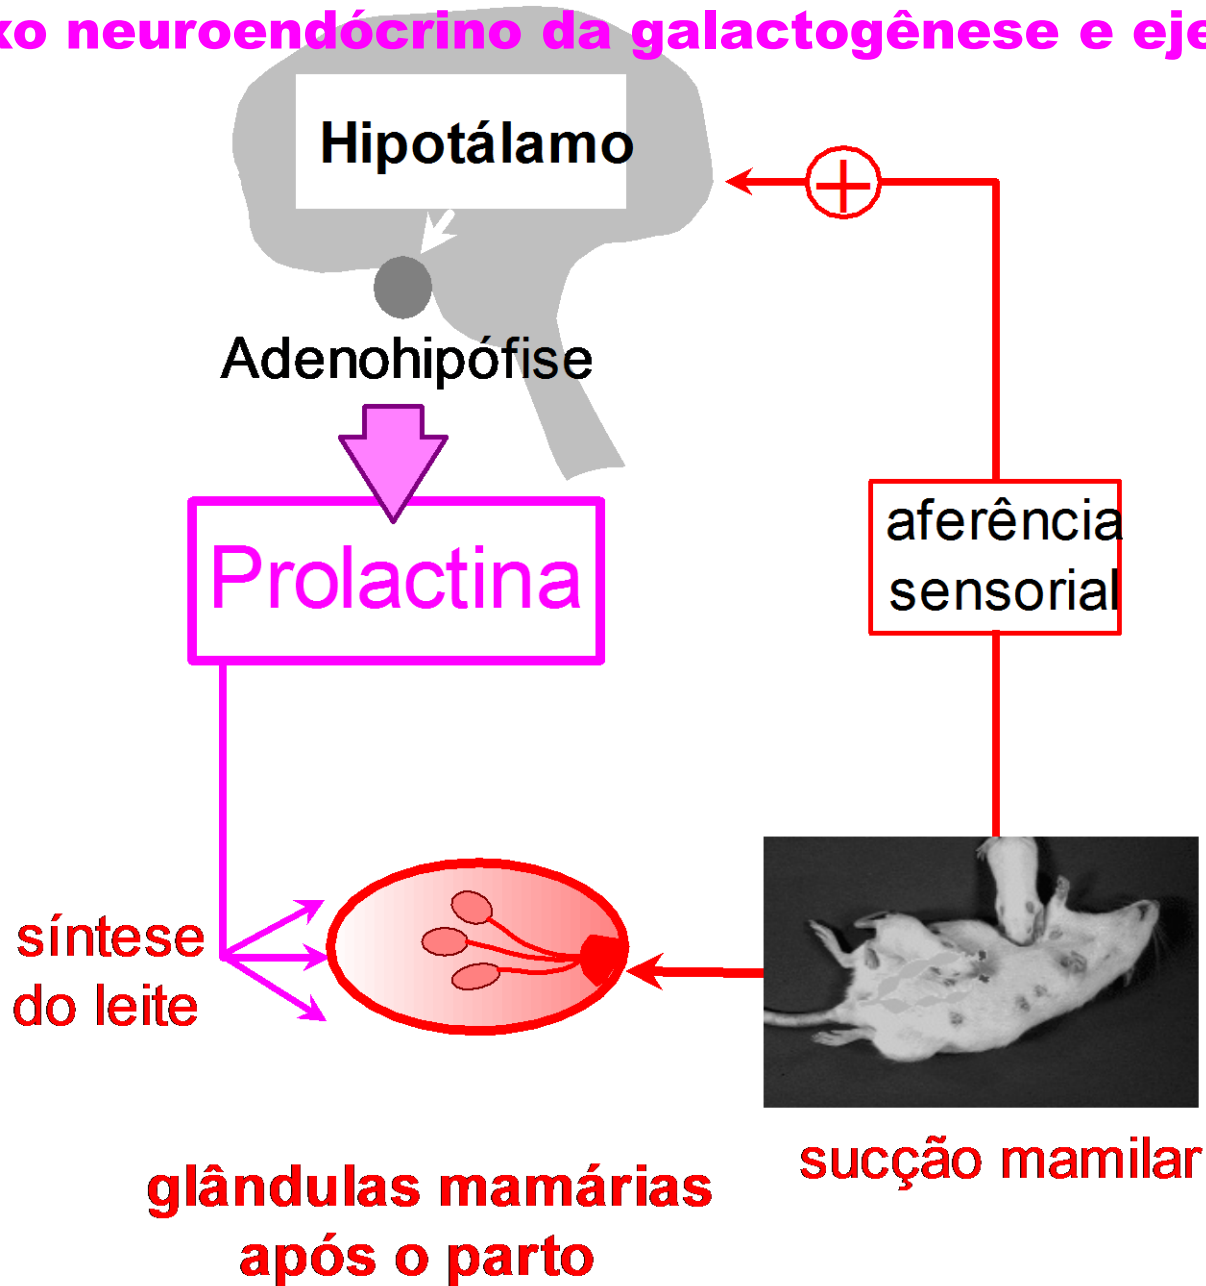 xo neuroendócrino da galactogênese e eje
Hipotálamo
Adenohipófise
Prolactina
aferência
sensorial
síntese
do leite
sucção mamilar
glândulas mamárias
após o parto